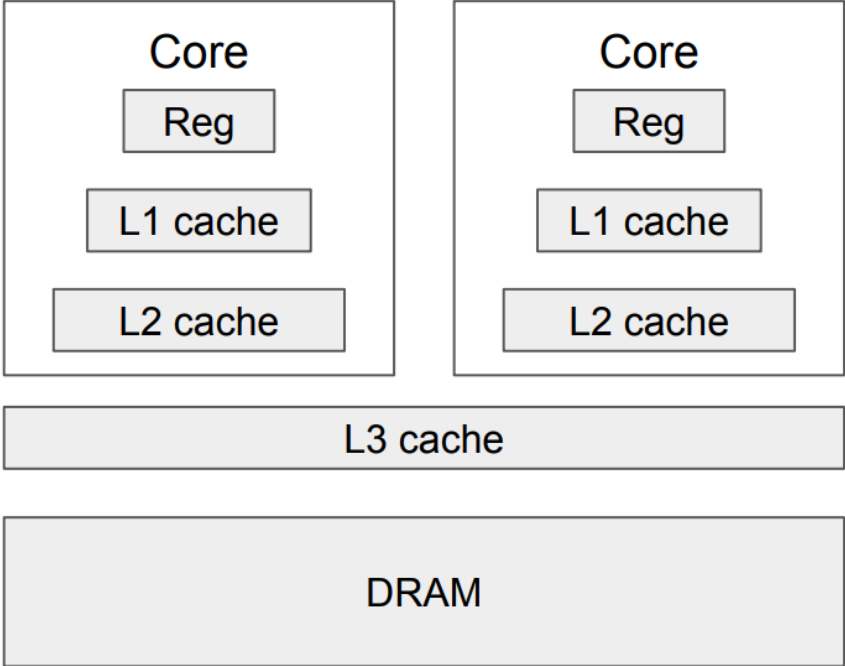 Core
Reg
L1 cache
L2 cache
Core
Reg
L1 cache
L2 cache
L3 cache
DRAM